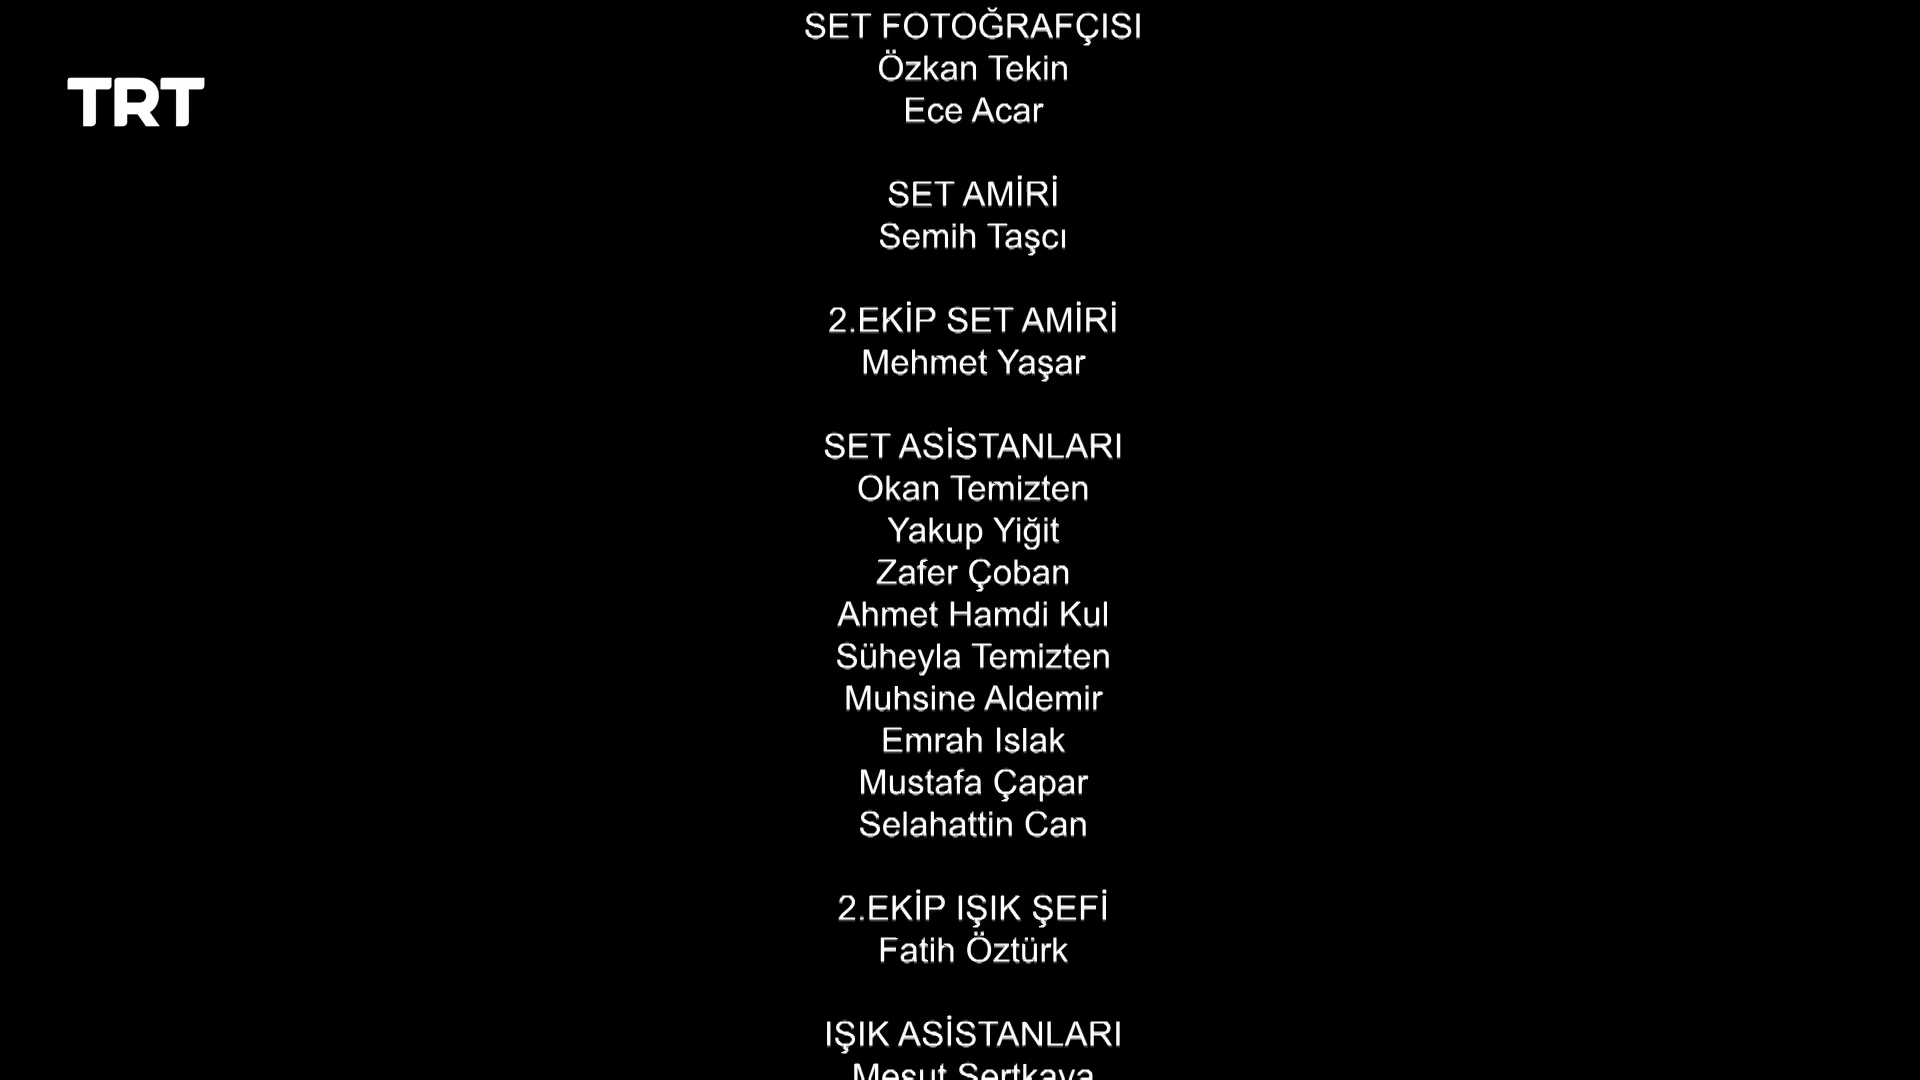 TRT
SET FOTOĞRAFÇISI
Özkan Tekin
Ece Acar
SET AMİRİ
Semih Taşcı
2.EKİP SET AMİRİ
Mehmet Yaşar
SET ASİSTANLARI
Okan Temizten
Yakup Yiğit
Zafer Çoban
Ahmet Hamdi Kul
Süheyla Temizten
Muhsine Aldemir
Emrah Islak
Mustafa Çapar
Selahattin Can
2.EKİP IŞIK ŞEFİ
Fatih Öztürk
IŞIK ASİSTANLARI
Mesut Sertkaya